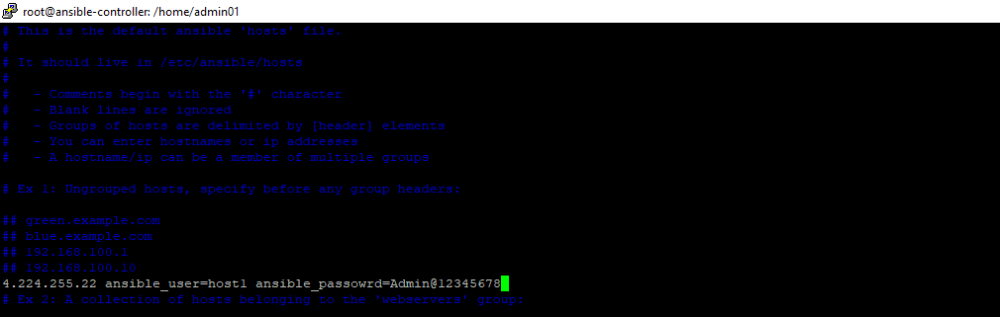 root@ansible-controller: /home/admin01
# This is the default ansible 'hosts' file.
#
# It should live in /etc/ansible/hosts
#
#   - Comments begin with the '#' character
#   - Blank lines are ignored
#   - Groups of hosts are delimited by [header] elements
#   - You can enter hostnames or ip addresses
#   - A hostname/ip can be a member of multiple groups
# Ex 1: Ungrouped hosts, specify before any group headers:
## green.example.com
## blue.example.com
## 192.168.100.1
## 192.168.100.10
4.224.255.22 ansible_user=host1 ansible_passowrd=Admin@12345678
# Ex 2: A collection of hosts belonging to the 'webservers' group: